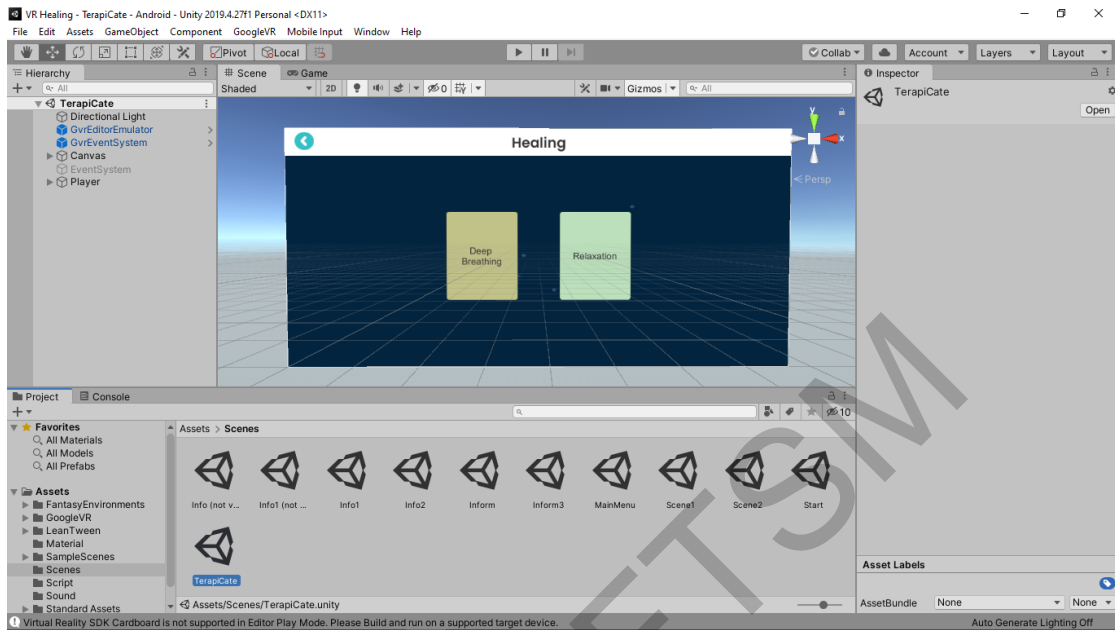 VR Healing - TerapiCate - Android - Unity 2019.4.27f1 Personal <DX11>
File Edit Assets GameObject Component GoogleVR Mobile Input Window Help
Pivot Local Collab Account Layers Layout
Hierarchy
All
TerapiCate
Directional Light
GvrEditorEmulator
GvrEventSystem
Canvas
EventSystem
Player
Scene Game
Shaded 2D 0 Gizmos All
y
x
Persp
Healing
Deep
Breathing
Relaxation
Inspector
TerapiCate
Open
Project Console
10
Favorites
All Materials
All Models
All Prefabs
Assets
FantasyEnvironments
GoogleVR
LeanTween
Material
SampleScenes
Scenes
Script
Sound
Standard Assets
Assets > Scenes
Info (not v... Info1 (not ... Info1 Info2 Inform Inform3 MainMenu Scene1 Scene2 Start
TerapiCate
Assets/Scenes/TerapiCate.unity
Asset Labels
AssetBundle None None
Virtual Reality SDK Cardboard is not supported in Editor Play Mode. Please Build and run on a supported target device.
Auto Generate Lighting Off
ETSM